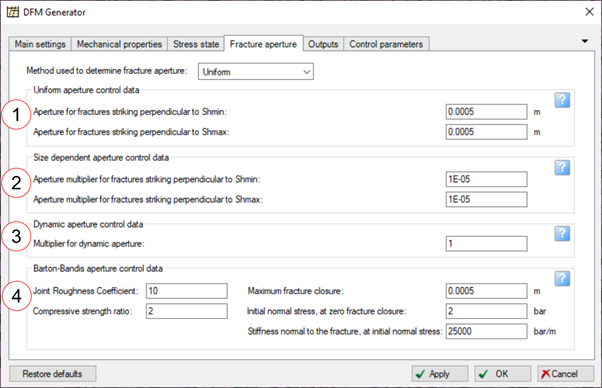 DFM Generator
Main settings Mechanical properties Stress state Fracture aperture Outputs Control parameters
Method used to determine fracture aperture: Uniform
Uniform aperture control data ?
1 Aperture for fractures striking perpendicular to Shmin: 0.0005 m
Aperture for fractures striking perpendicular to Shmax: 0.0005 m
Size dependent aperture control data ?
2 Aperture multiplier for fractures striking perpendicular to Shmin: 1E-05
Aperture multiplier for fractures striking perpendicular to Shmax: 1E-05
Dynamic aperture control data ?
3 Multiplier for dynamic aperture: 1
Barton-Bandis aperture control data ?
4 Joint Roughness Coefficient: 10 Maximum fracture closure: 0.0005 m
Compressive strength ratio: 2 Initial normal stress, at zero fracture closure: 2 bar
Stiffness normal to the fracture, at initial normal stress: 25000 bar/m
Restore defaults Apply OK Cancel